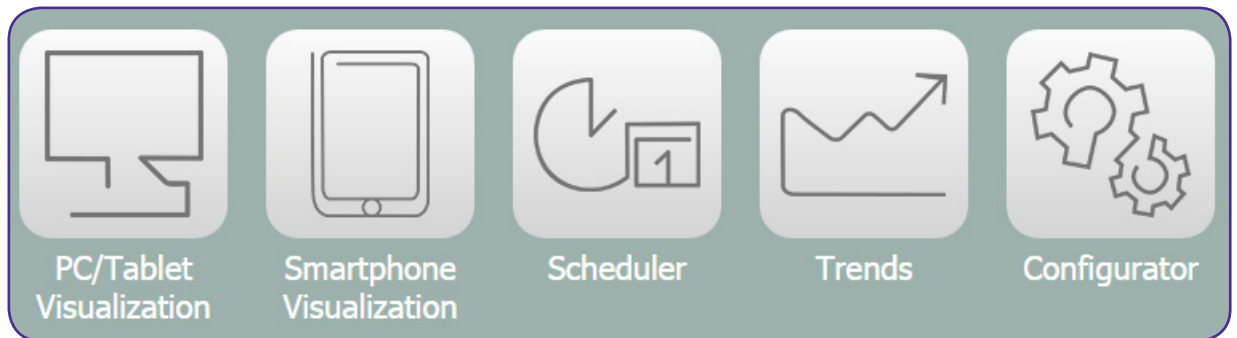 1
PC/Tablet
Visualization
Smartphone
Visualization
Scheduler
Trends
Configurator